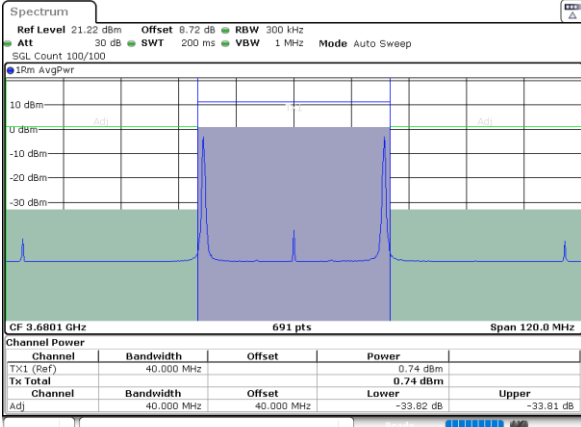 Spectrum
Ref Level 21.22 dBm Offset 8.72 dB RBW 300 kHz
Att 30 dB SWT 200 ms VBW 1 MHz Mode Auto Sweep
SGL Count 100/100
1Rm AvgPwr
10 dBm
Adj Adj
0 dBm
-10 dBm
-20 dBm
-30 dBm
CF 3.6801 GHz 691 pts Span 120.0 MHz
Channel Power
Channel Bandwidth Offset Power
TX1 (Ref) 40.000 MHz 0.74 dBm
Tx Total 0.74 dBm
Channel Bandwidth Offset Lower Upper
Adj 40.000 MHz 40.000 MHz -33.82 dB -33.81 dB